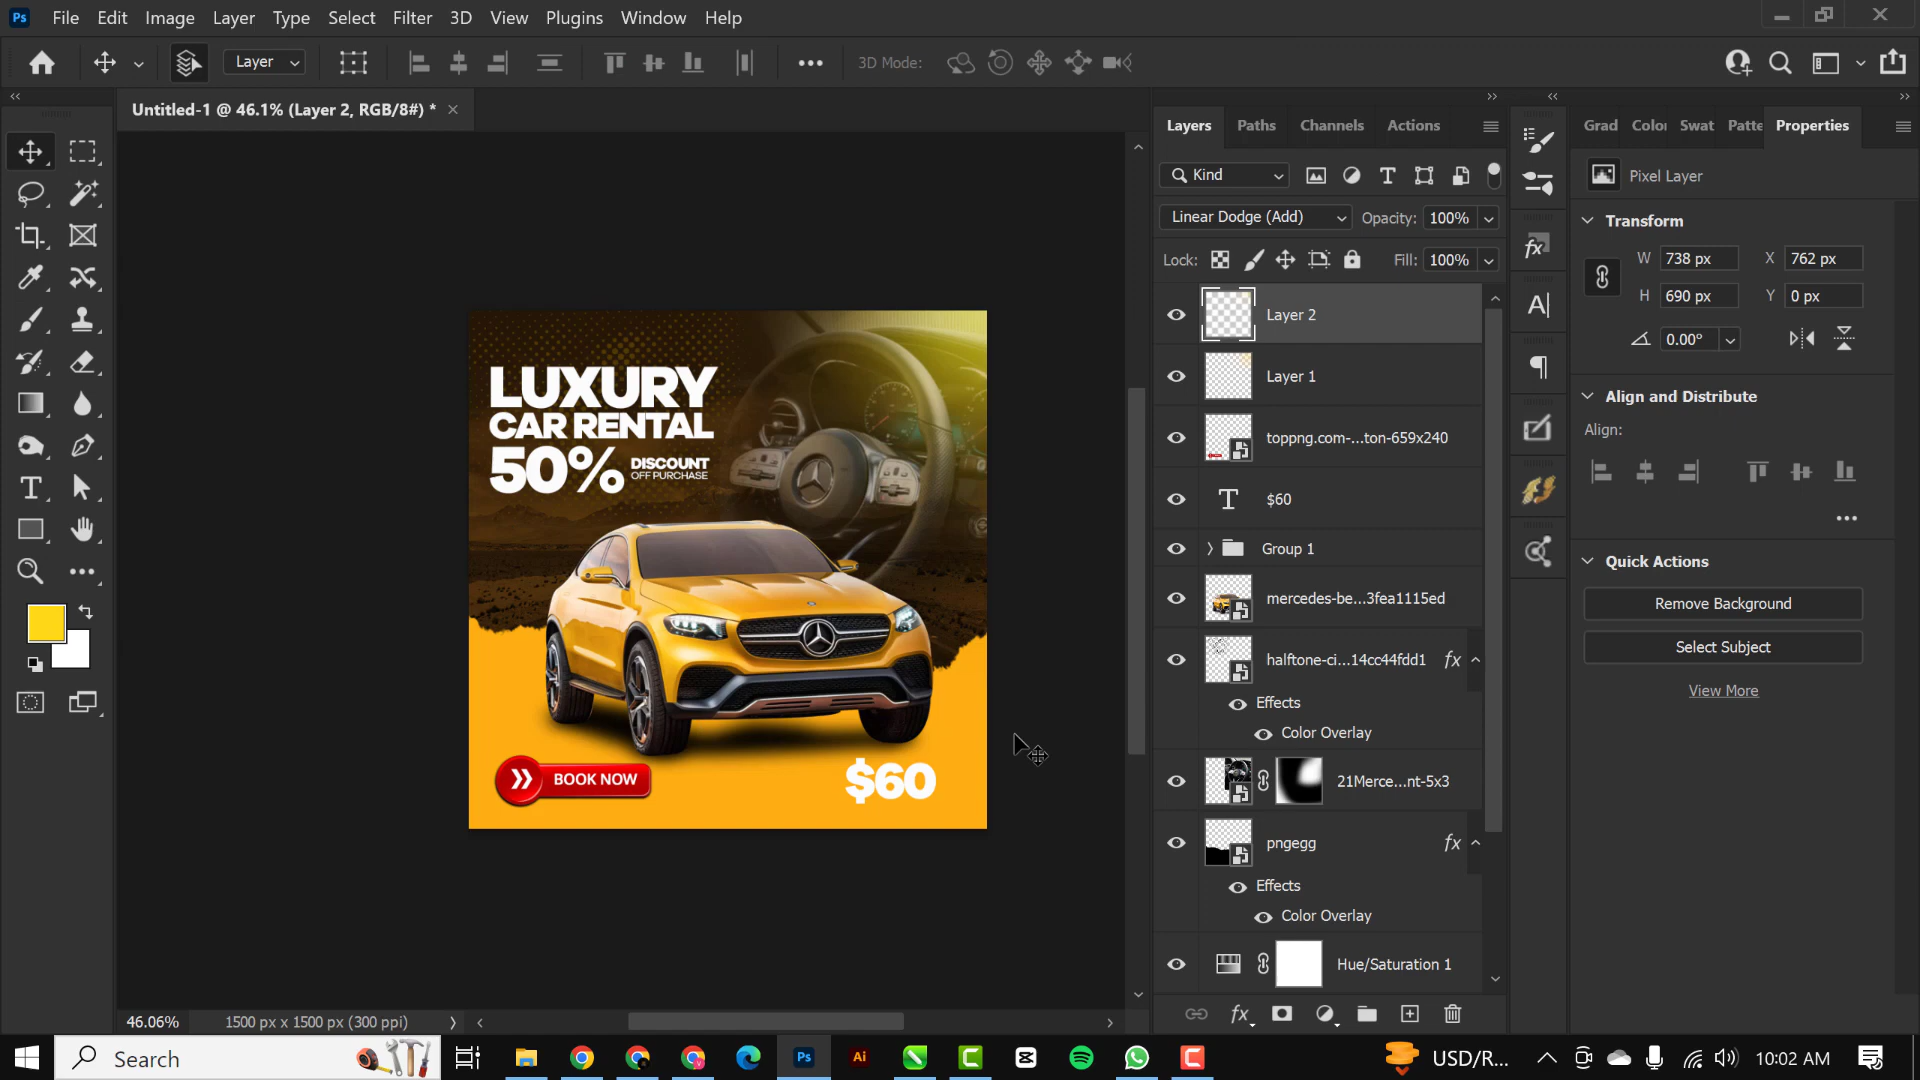 Ps File Edit Image Layer Type Select Filter 3D View Plugins Window Help
Layer 3D Mode:
Untitled-1 @ 46.1% (Layer 2, RGB/8#) *
Layers Paths Channels Actions
Grad Color Swat Patte Properties
Kind
Pixel Layer
Linear Dodge (Add) Opacity: 100%
Transform
Lock: Fill: 100%
W 738 px X 762 px
H 690 px Y 0 px
0.00°
Layer 2
Layer 1
toppng.com-...ton-659x240
$60
Group 1
mercedes-be...3fea1115ed
halftone-ci...14cc44fdd1 fx
Effects
Color Overlay
21Merce...nt-5x3
pngegg fx
Effects
Color Overlay
Hue/Saturation 1
Align and Distribute
Align:
Quick Actions
Remove Background
Select Subject
View More
LUXURY
CAR RENTAL
50% DISCOUNT
OFF PURCHASE
BOOK NOW
$60
46.06% 1500 px x 1500 px (300 ppi)
Search
Ps
Ai
USD/R...
10:02 AM